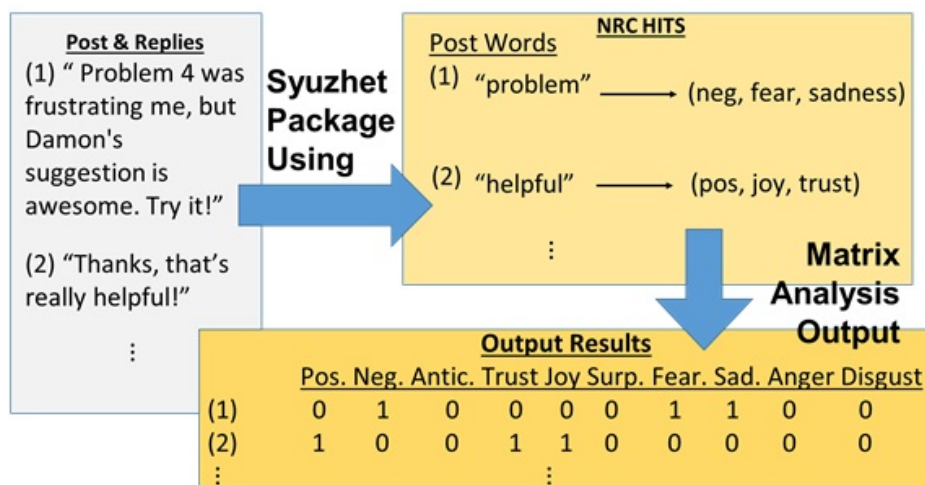 Post & Replies
(1) “ Problem 4 was
frustrating me, but
Damon's
suggestion is
awesome. Try it!”
(2) “Thanks, that’s
really helpful!”
⋮
Syuzhet
Package
Using
NRC HITS
Post Words
(1) “problem” (neg, fear, sadness)
(2) “helpful” (pos, joy, trust)
⋮
Matrix
Analysis
Output
Output Results
Pos. Neg. Antic. Trust Joy Surp. Fear. Sad. Anger Disgust
(1) 0 1 0 0 0 0 1 1 0 0
(2) 1 0 0 1 1 0 0 0 0 0
⋮ ⋮